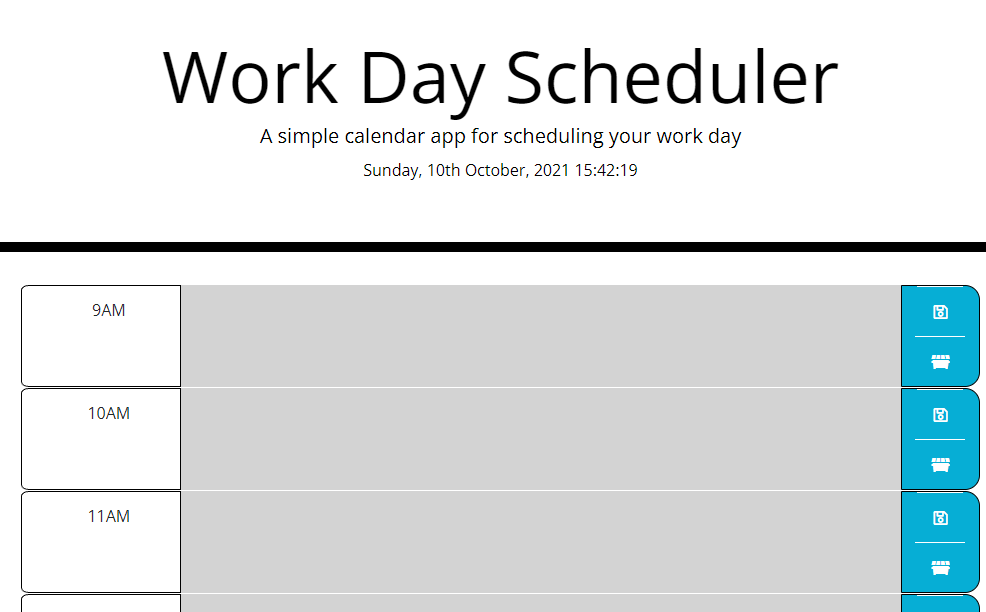 Work Day Scheduler
A simple calendar app for scheduling your work day
Sunday, 10th October, 2021 15:42:19
9AM
10AM
11AM